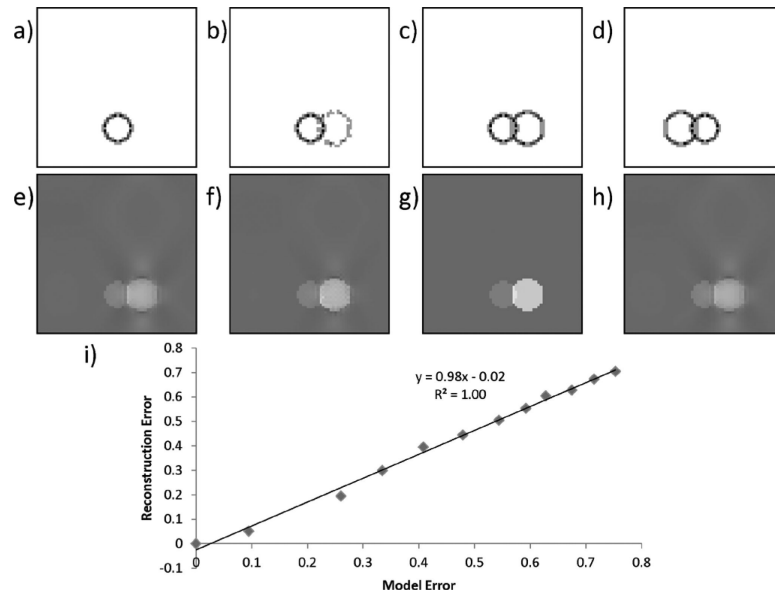 a) b) c) d)
e) f) g) h)
i)
0.8
0.7
0.6
0.5
0.4
0.3
0.2
0.1
0
-0.1
Reconstruction Error
y = 0.98x - 0.02
R² = 1.00
0 0.1 0.2 0.3 0.4 0.5 0.6 0.7 0.8
Model Error